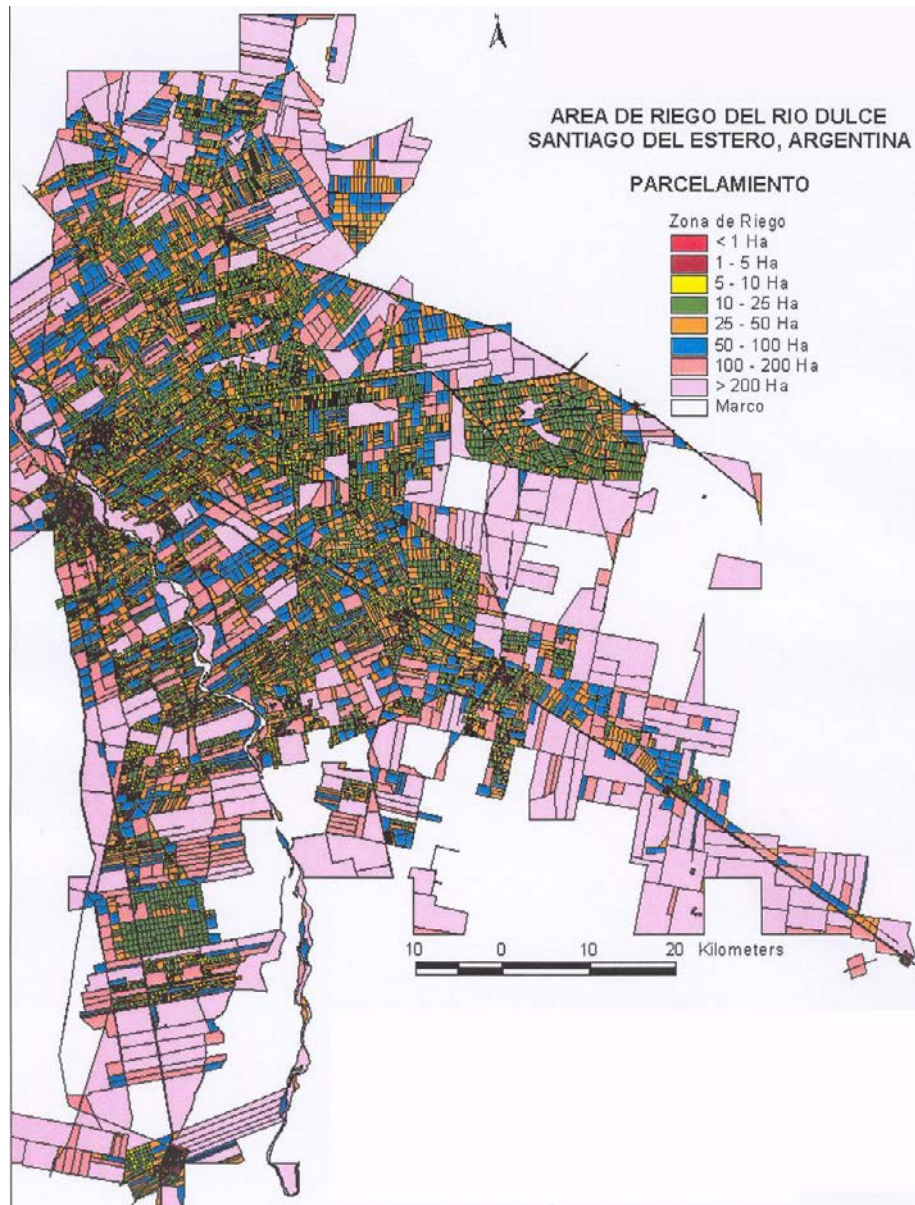 N
AREA DE RIEGO DEL RIO DULCE
SANTIAGO DEL ESTERO, ARGENTINA
PARCELAMIENTO
Zona de Riego
< 1 Ha
1 - 5 Ha
5 - 10 Ha
10 - 25 Ha
25 - 50 Ha
50 - 100 Ha
100 - 200 Ha
> 200 Ha
Marco
10 0 10 20 Kilometers